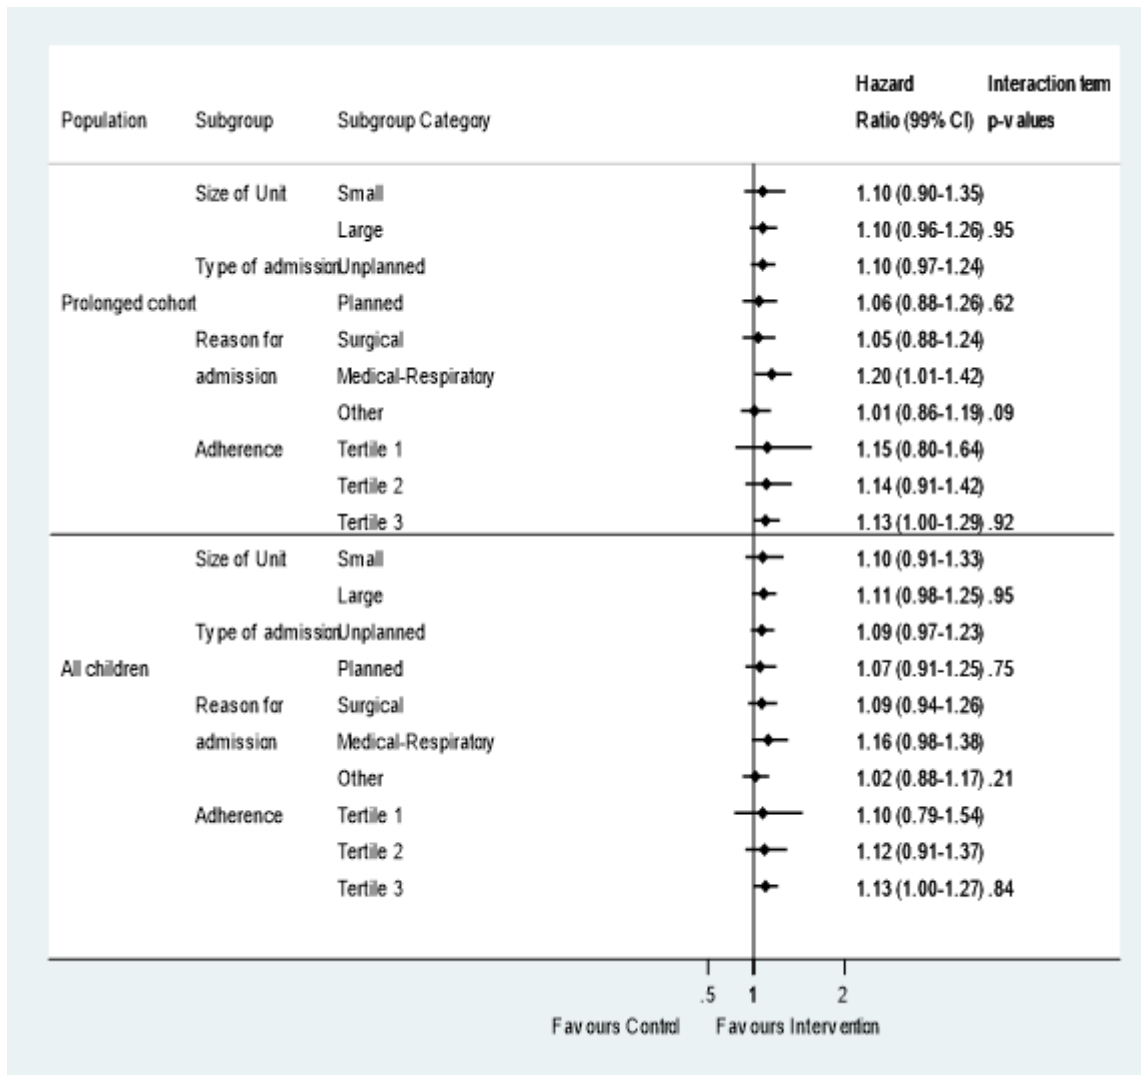 Hazard Interaction term
Population Subgroup Subgroup Category Ratio (99% CI) p-values
Size of Unit Small 1.10 (0.90-1.35)
Large 1.10 (0.96-1.26) .95
Type of admission Unplanned 1.10 (0.97-1.24)
Prolonged cohort Planned 1.06 (0.88-1.26) .62
Reason for Surgical 1.05 (0.88-1.24)
admission Medical-Respiratory 1.20 (1.01-1.42)
Other 1.01 (0.86-1.19) .09
Adherence Tertile 1 1.15 (0.80-1.64)
Tertile 2 1.14 (0.91-1.42)
Tertile 3 1.13 (1.00-1.29) .92
Size of Unit Small 1.10 (0.91-1.33)
Large 1.11 (0.98-1.25) .95
Type of admission Unplanned 1.09 (0.97-1.23)
All children Planned 1.07 (0.91-1.25) .75
Reason for Surgical 1.09 (0.94-1.26)
admission Medical-Respiratory 1.16 (0.98-1.38)
Other 1.02 (0.88-1.17) .21
Adherence Tertile 1 1.10 (0.79-1.54)
Tertile 2 1.12 (0.91-1.37)
Tertile 3 1.13 (1.00-1.27) .84
.5 1 2
Favours Control Favours Intervention